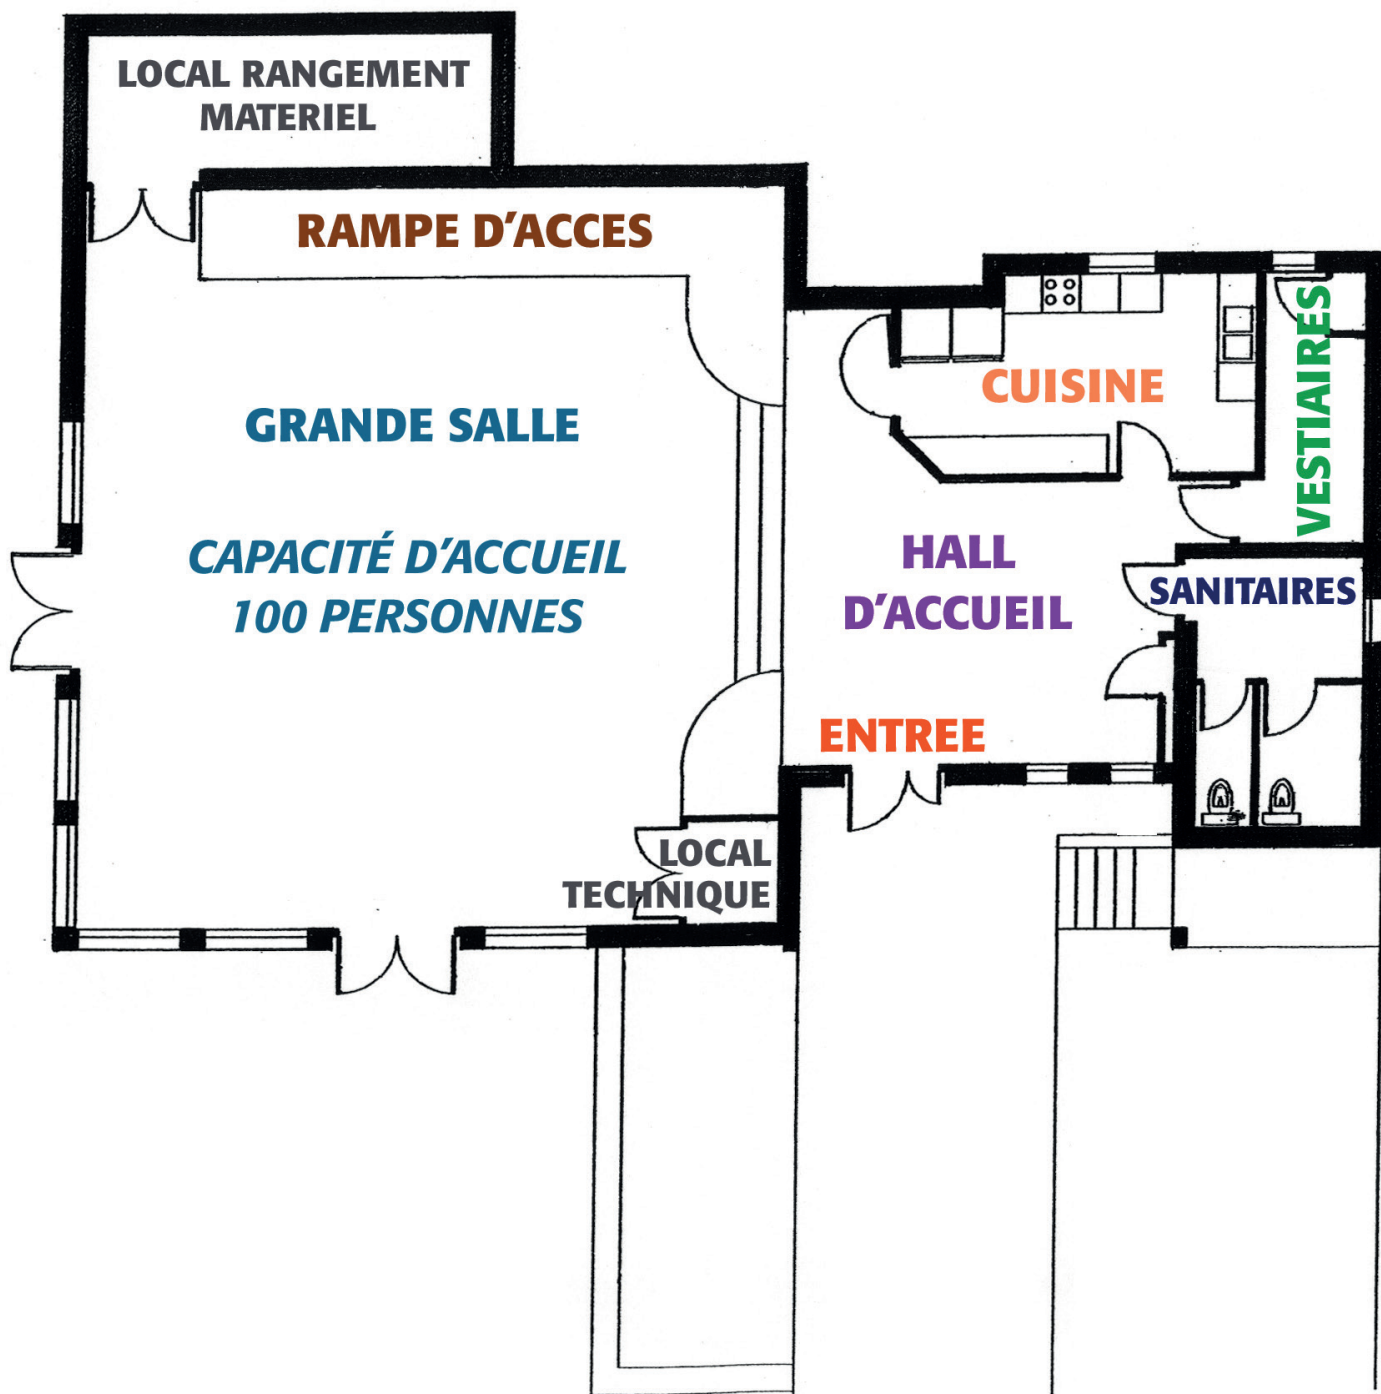 LOCAL RANGEMENT
MATERIEL
RAMPE D'ACCES
GRANDE SALLE
CAPACITÉ D'ACCUEIL
100 PERSONNES
CUISINE
VESTIAIRES
HALL
D'ACCUEIL
SANITAIRES
ENTREE
LOCAL
TECHNIQUE